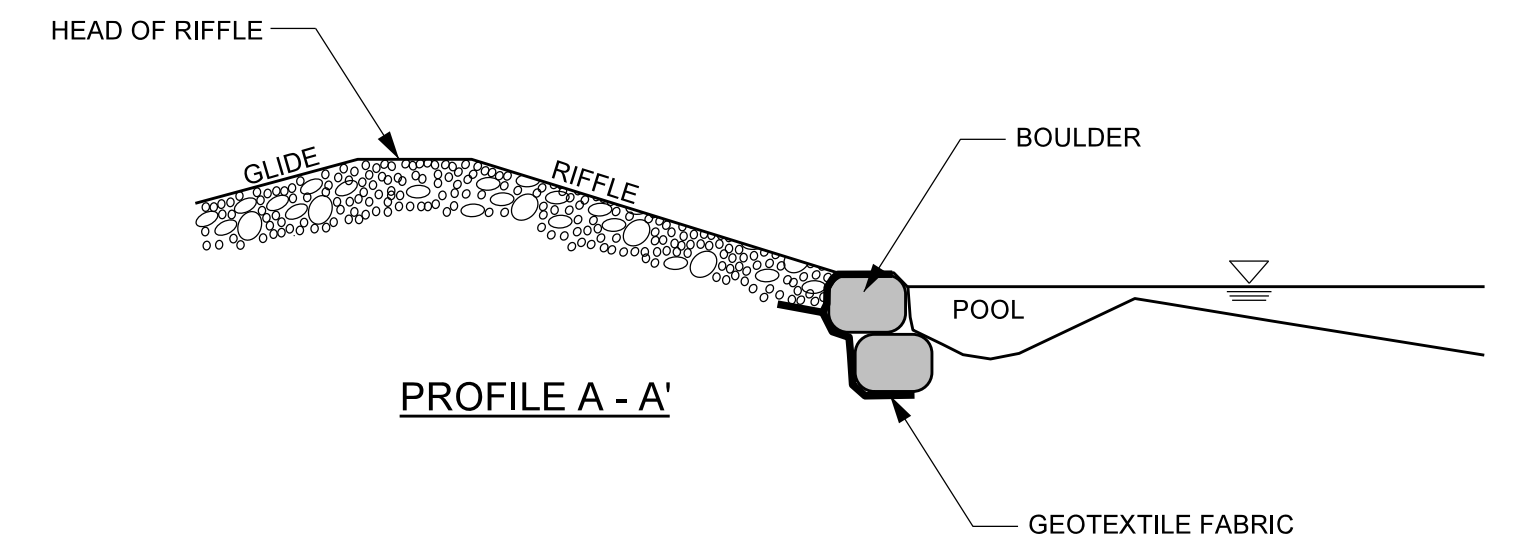 HEAD OF RIFFLE
BOULDER
GLIDE
RIFFLE
POOL
PROFILE A - A'
GEOTEXTILE FABRIC